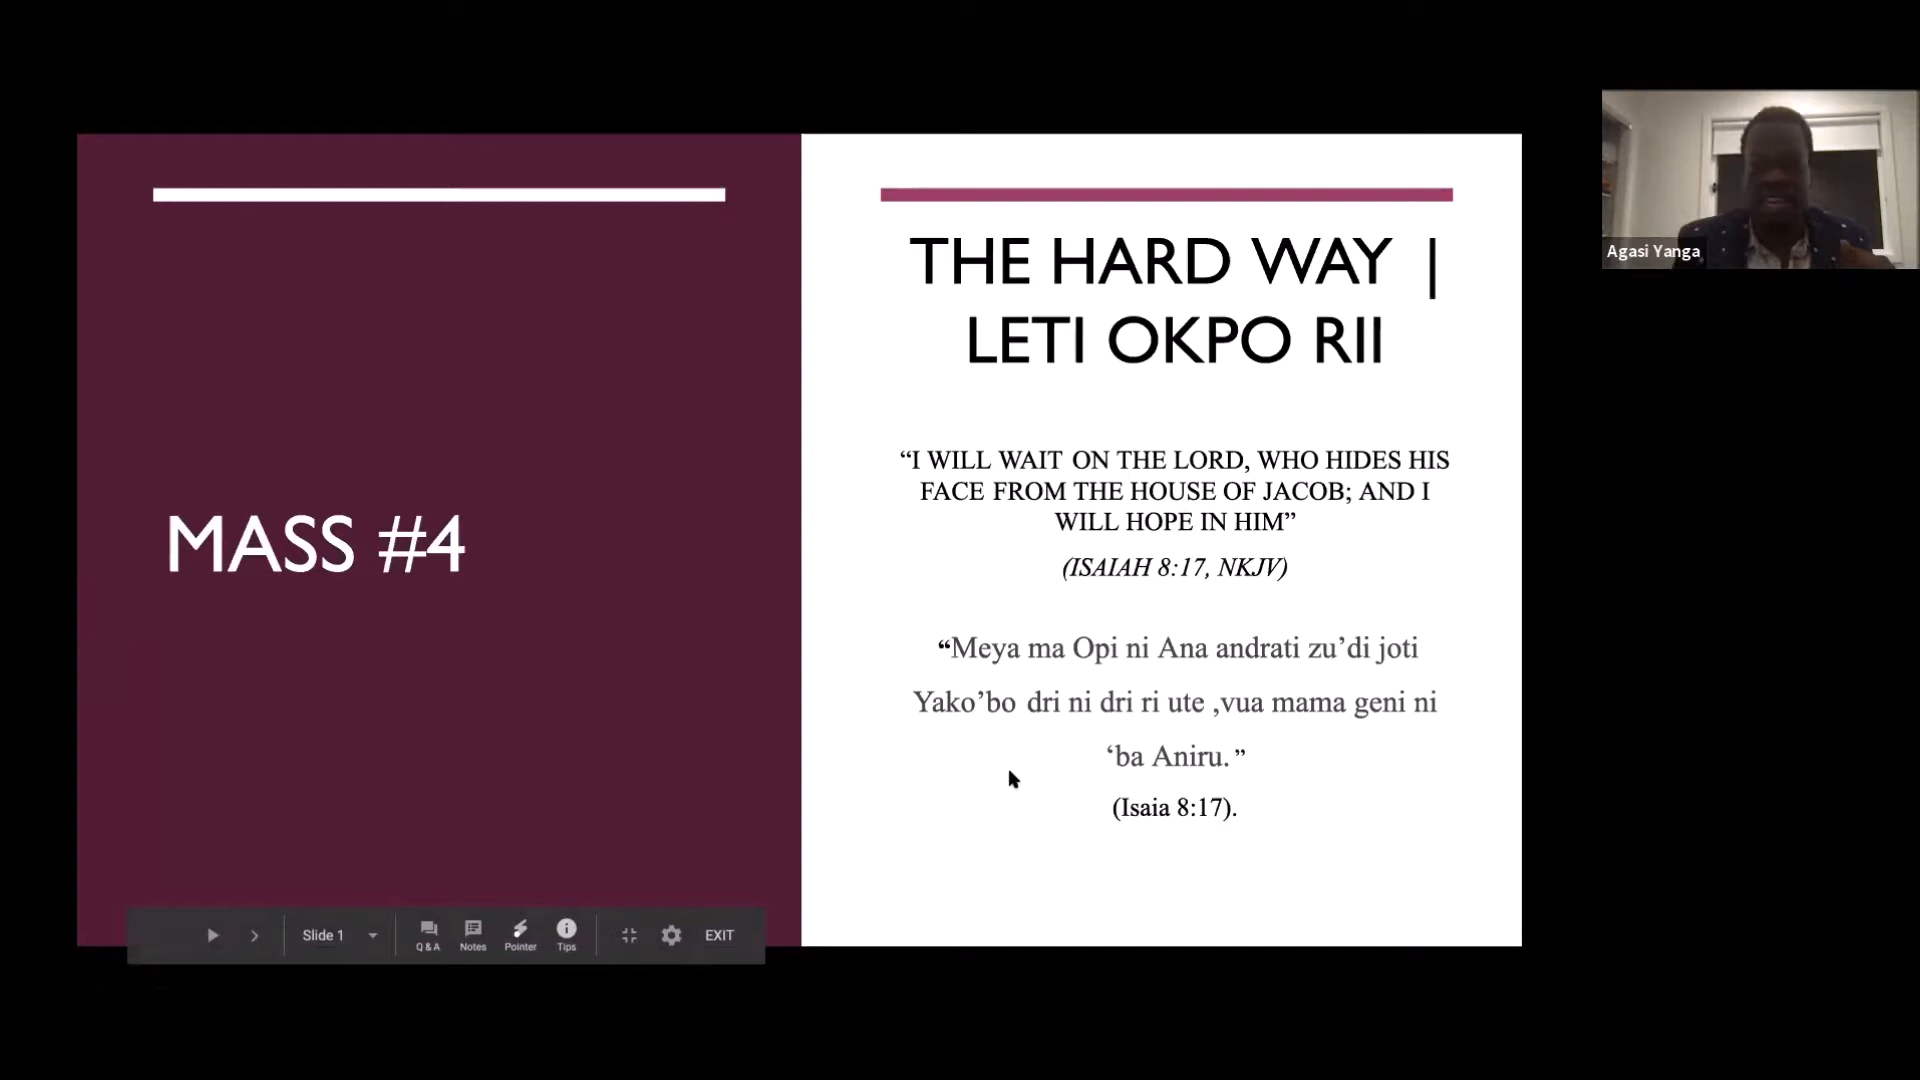 MASS #4
THE HARD WAY |
LETI OKPO RII
“I WILL WAIT ON THE LORD, WHO HIDES HIS
FACE FROM THE HOUSE OF JACOB; AND I
WILL HOPE IN HIM”
(ISAIAH 8:17, NKJV)
“Meya ma Opi ni Ana andrati zu’di joti
Yako’bo dri ni dri ri ute ,vua mama geni ni
‘ba Aniru.”
(Isaia 8:17).
Agasi Yanga
Slide 1
Q & A
Notes
Pointer
Tips
EXIT